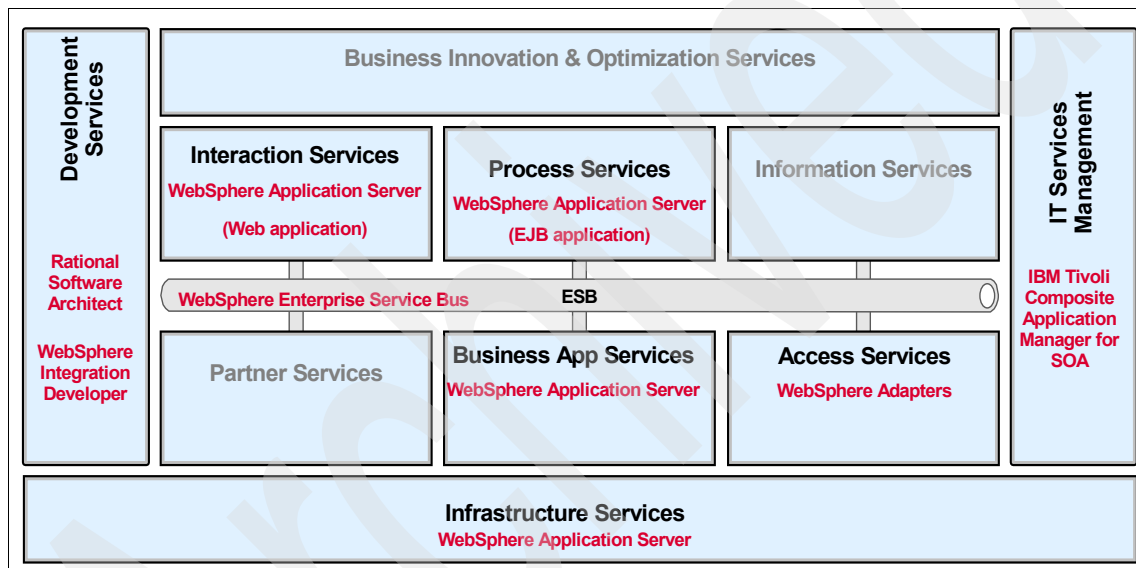 Development
Services
Rational
Software
Architect
WebSphere
Integration
Developer
Business Innovation & Optimization Services
Interaction Services
WebSphere Application Server
(Web application)
Process Services
WebSphere Application Server
(EJB application)
Information Services
WebSphere Enterprise Service Bus
ESB
Partner Services
Business App Services
WebSphere Application Server
Access Services
WebSphere Adapters
IT Services
Management
IBM Tivoli
Composite
Application
Manager for
SOA
Infrastructure Services
WebSphere Application Server
Archived